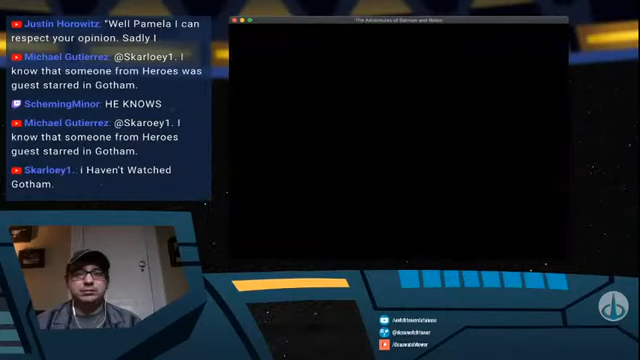 Justin Horowitz: "Well Pamela I can
respect your opinion. Sadly I
Michael Gutierrez: @Skarloey1. I
know that someone from Heroes was
guest starred in Gotham.
SchemingMinor: HE KNOWS
Michael Gutierrez: @Skaroey1. I
know that someone from Heroes
guest starred in Gotham.
Skarloey1.: i Haven't Watched
Gotham.
The Adventures of Batman and Robin